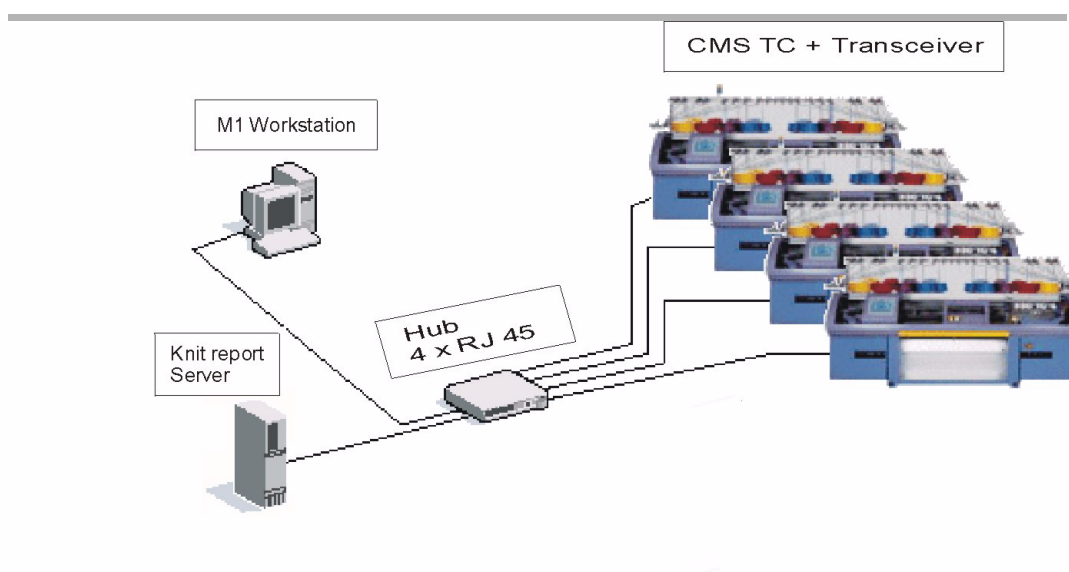 CMS TC + Transceiver
M1 Workstation
Hub
4 x RJ 45
Knit report
Server